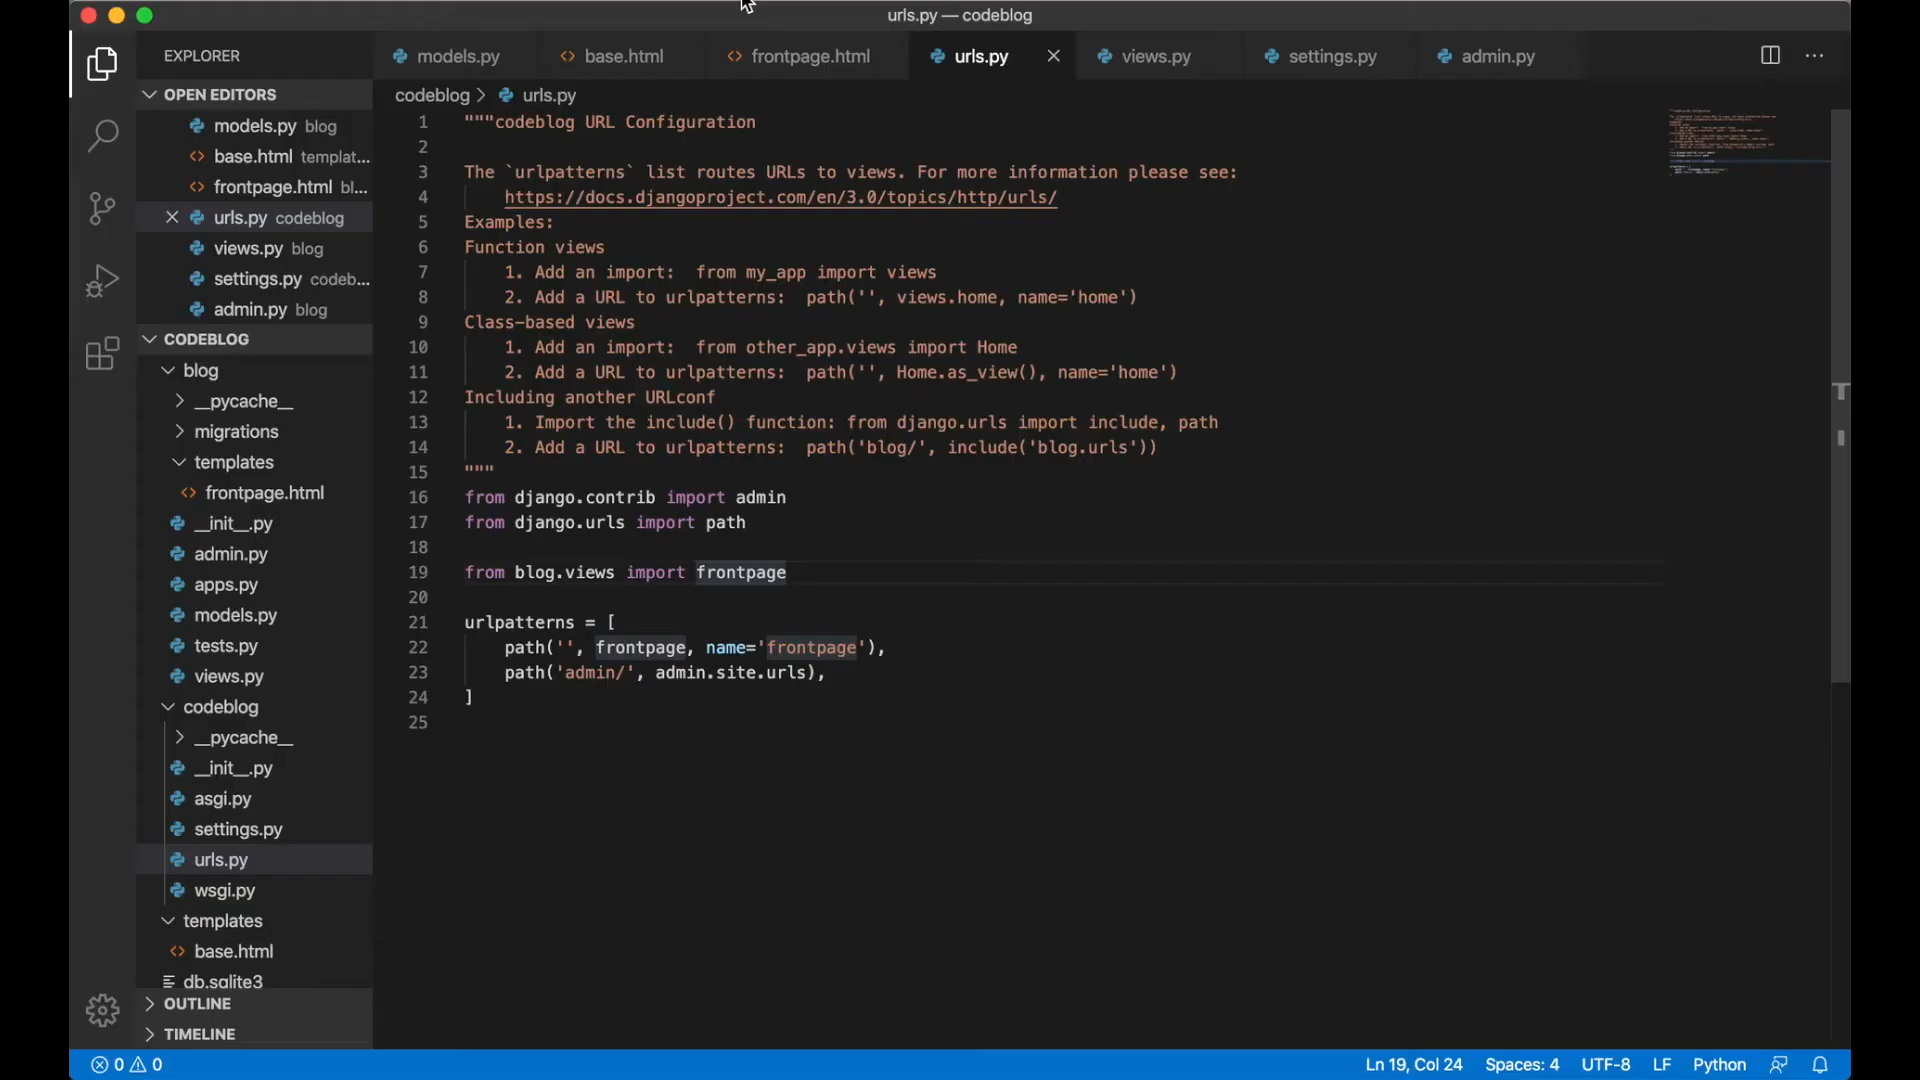 urls.py — codeblog
EXPLORER
models.py
base.html
frontpage.html
urls.py
views.py
settings.py
admin.py
OPEN EDITORS
models.py blog
base.html templat...
frontpage.html bl...
urls.py codeblog
views.py blog
settings.py codeb...
admin.py blog
CODEBLOG
blog
__pycache__
migrations
templates
frontpage.html
__init__.py
admin.py
apps.py
models.py
tests.py
views.py
codeblog
__pycache__
__init__.py
asgi.py
settings.py
urls.py
wsgi.py
templates
base.html
db.sqlite3
OUTLINE
TIMELINE
codeblog > urls.py
1 """codeblog URL Configuration
2
3 The `urlpatterns` list routes URLs to views. For more information please see:
4 https://docs.djangoproject.com/en/3.0/topics/http/urls/
5 Examples:
6 Function views
7 1. Add an import:  from my_app import views
8 2. Add a URL to urlpatterns:  path('', views.home, name='home')
9 Class-based views
10 1. Add an import:  from other_app.views import Home
11 2. Add a URL to urlpatterns:  path('', Home.as_view(), name='home')
12 Including another URLconf
13 1. Import the include() function: from django.urls import include, path
14 2. Add a URL to urlpatterns:  path('blog/', include('blog.urls'))
15 """
16 from django.contrib import admin
17 from django.urls import path
18
19 from blog.views import frontpage
20
21 urlpatterns = [
22 path('', frontpage, name='frontpage'),
23 path('admin/', admin.site.urls),
24 ]
25
0 0
Ln 19, Col 24
Spaces: 4
UTF-8
LF
Python